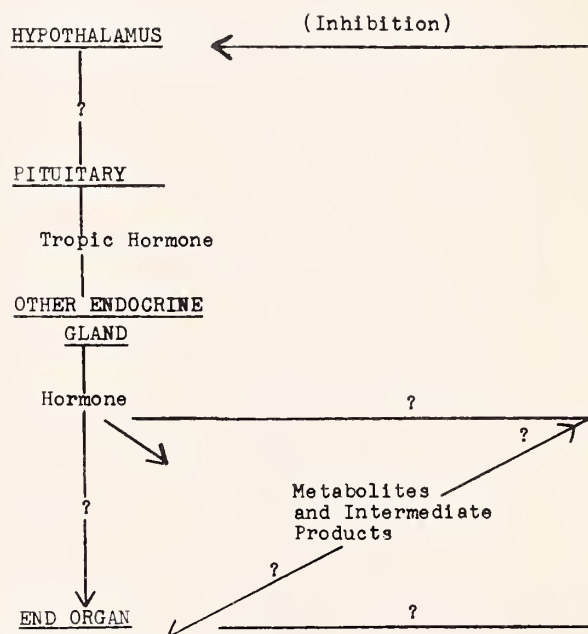 (Inhibition)
HYPOTHALAMUS
?
PITUITARY
Tropic Hormone
OTHER ENDOCRINE
GLAND
Hormone
?
?
?
Metabolites
and Intermediate
Products
?
?
END ORGAN